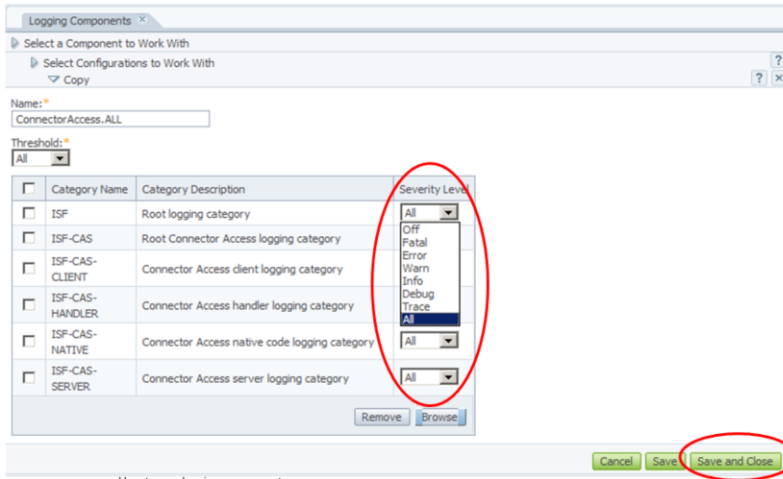 Logging Components
Select a Component to Work With
Select Configurations to Work With
?
Copy
?
Name:*
ConnectorAccess.ALL
Threshold:*
All
Category Name Category Description Severity Level
ISF Root logging category All
Off
Fatal
Error
Warn
Info
Debug
Trace
All
ISF-CAS Root Connector Access logging category
ISF-CAS-
CLIENT
Connector Access client logging category
ISF-CAS-
HANDLER
Connector Access handler logging category
ISF-CAS-
NATIVE
Connector Access native code logging category All
ISF-CAS-
SERVER
Connector Access server logging category All
Remove Browse
Cancel Save Save and Close